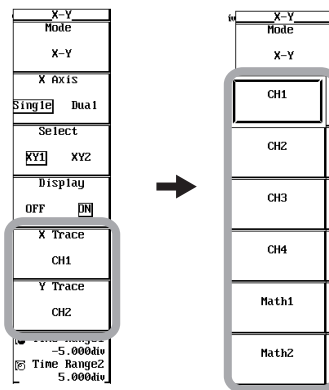 X-Y
Mode
X-Y
X Axis
Single Dual
Select
XY1 XY2
Display
OFF ON
X Trace
CH1
Y Trace
CH2
Time Range1
-5.000div
Time Range2
5.000div
X-Y
Mode
X-Y
CH1
CH2
CH3
CH4
Math1
Math2